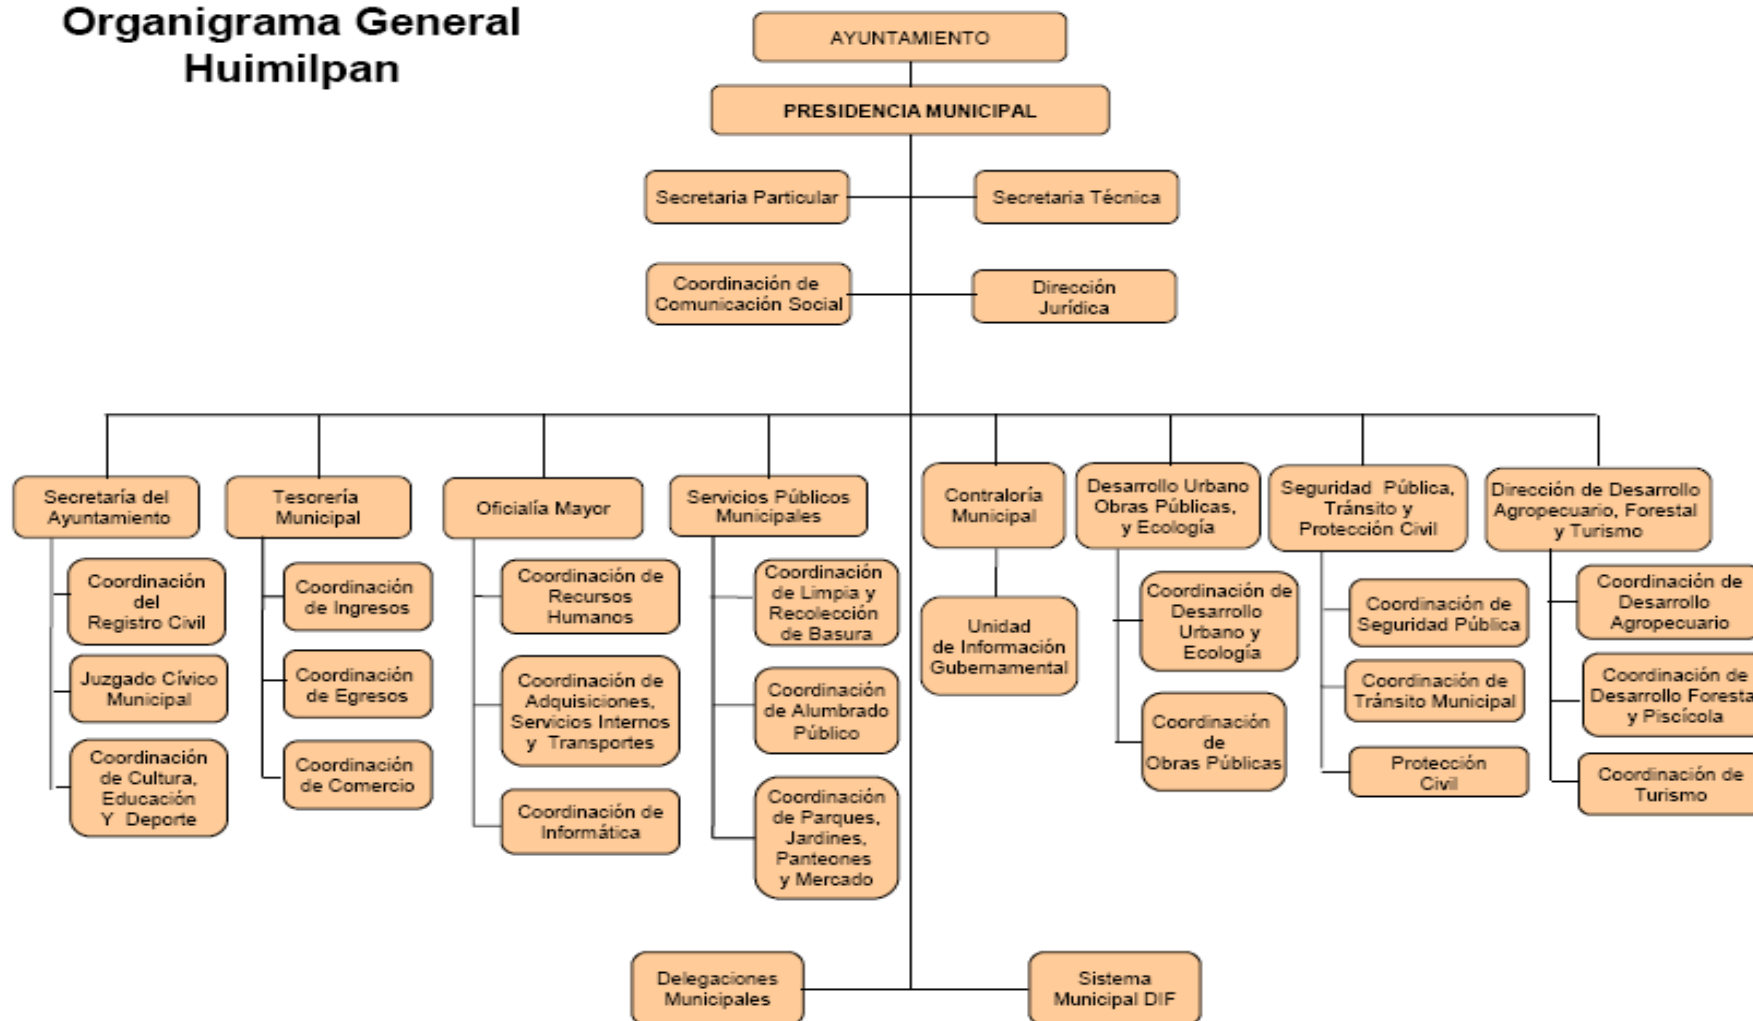 Organigrama General
Huimilpan
AYUNTAMIENTO
PRESIDENCIA MUNICIPAL
Secretaria Particular
Secretaria Técnica
Coordinación de
Comunicación Social
Dirección
Jurídica
Secretaría del
Ayuntamiento
Tesorería
Municipal
Oficialía Mayor
Servicios Públicos
Municipales
Contraloría
Municipal
Desarrollo Urbano
Obras Públicas,
y Ecología
Seguridad Pública,
Tránsito y
Protección Civil
Dirección de Desarrollo
Agropecuario, Forestal
y Turismo
Coordinación
del
Registro Civil
Juzgado Cívico
Municipal
Coordinación
de Cultura,
Educación
Y Deporte
Coordinación
de Ingresos
Coordinación
de Egresos
Coordinación
de Comercio
Coordinación de
Recursos
Humanos
Coordinación de
Adquisiciones,
Servicios Internos
y Transportes
Coordinación de
Informática
Coordinación
de Limpia y
Recolección
de Basura
Coordinación
de Alumbrado
Público
Coordinación
de Parques,
Jardines,
Panteones
y Mercado
Unidad
de Información
Gubernamental
Coordinación de
Desarrollo
Urbano y
Ecología
Coordinación
de
Obras Públicas
Coordinación de
Seguridad Pública
Coordinación de
Tránsito Municipal
Protección
Civil
Coordinación de
Desarrollo
Agropecuario
Coordinación de
Desarrollo Foresta
y Piscícola
Coordinación de
Turismo
Delegaciones
Municipales
Sistema
Municipal DIF